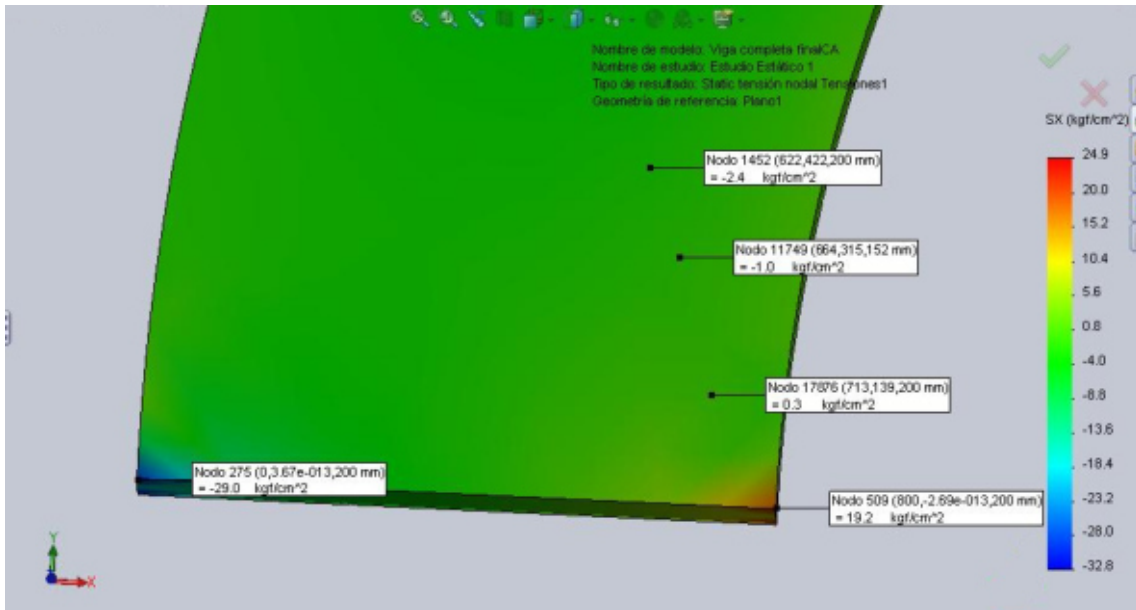 Nombre de modelo: Viga completa finalCA
Nombre de estudio: Estudio Estático 1
Tipo de resultado: Static tensión nodal Tensiones1
Geometría de referencia: Plano1
SX (kgf/cm^2)
24.9
20.0
15.2
10.4
5.6
0.8
-4.0
-8.8
-13.6
-18.4
-23.2
-28.0
-32.8
Nodo 1452 (622,422,200 mm)
= -2.4 kgf/cm^2
Nodo 11749 (664,315,152 mm)
= -1.0 kgf/cm^2
Nodo 17876 (713,139,200 mm)
= 0.3 kgf/cm^2
Nodo 275 (0,3.67e-013,200 mm)
= -29.0 kgf/cm^2
Nodo 509 (800,-2.69e-013,200 mm)
= 19.2 kgf/cm^2
Y
X